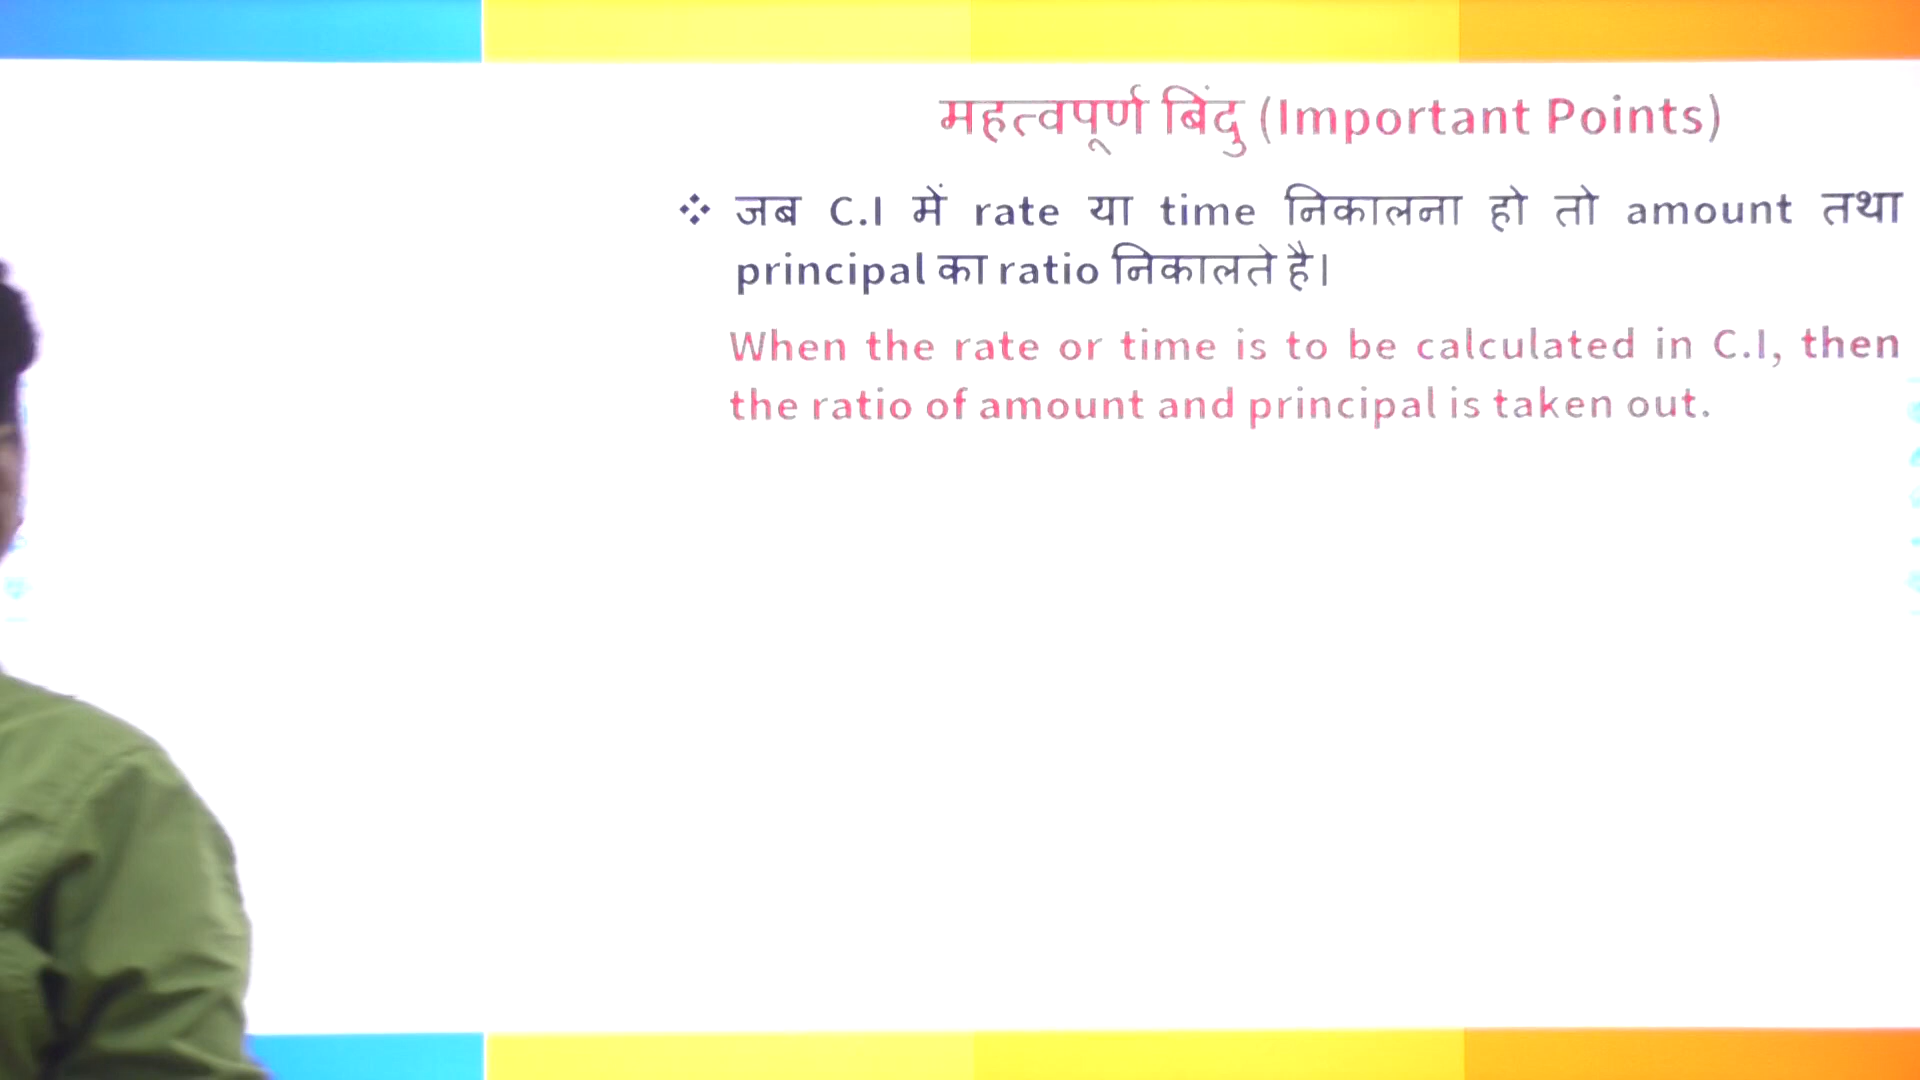 महत्वपूर्ण बिंदु (Important Points)
❖ जब C.I में rate या time निकालना हो तो amount तथा
principal का ratio निकालते है।
When the rate or time is to be calculated in C.I, then
the ratio of amount and principal is taken out.